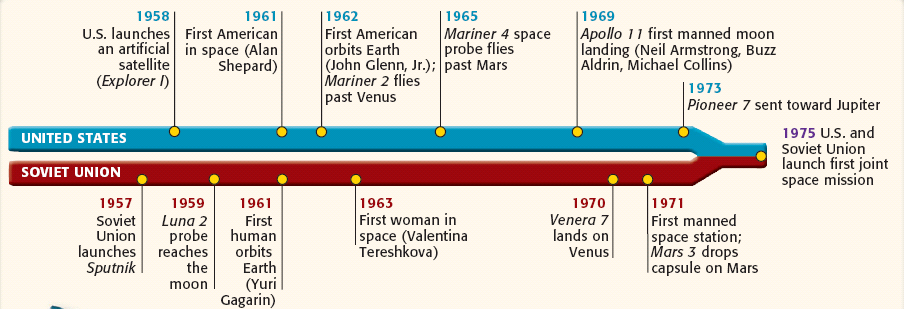 1958
U.S. launches
an artificial
satellite
(Explorer I)
1961
First American
in space (Alan
Shepard)
1962
First American
orbits Earth
(John Glenn, Jr.);
Mariner 2 flies
past Venus
1965
Mariner 4 space
probe flies
past Mars
1969
Apollo 11 first manned moon
landing (Neil Armstrong, Buzz
Aldrin, Michael Collins)
1973
Pioneer 7 sent toward Jupiter
UNITED STATES
SOVIET UNION
1975 U.S. and
Soviet Union
launch first joint
space mission
1957
Soviet
Union
launches
Sputnik
1959
Luna 2
probe
reaches
the
moon
1961
First
human
orbits
Earth
(Yuri
Gagarin)
1963
First woman in
space (Valentina
Tereshkova)
1970
Venera 7
lands on
Venus
1971
First manned
space station;
Mars 3 drops
capsule on Mars